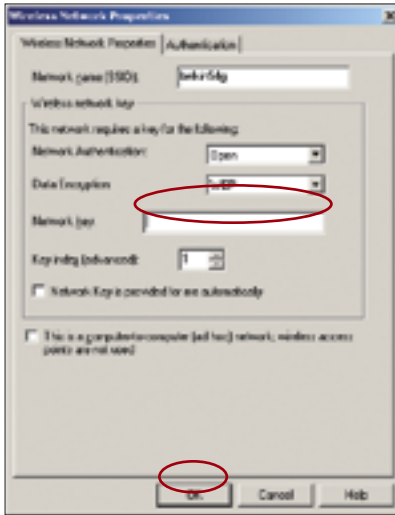 Wireless Network Properties
Wireless Network Properties Authentication
Network name (SSID): belkin54g
Wireless network key
This network requires a key for the following:
Network Authentication: Open
Data Encryption WEP
Network key
Key index (advanced): 1
Network Key is provided for me automatically
This is a computer-to-computer (ad hoc) network; wireless access
points are not used
OK Cancel Help